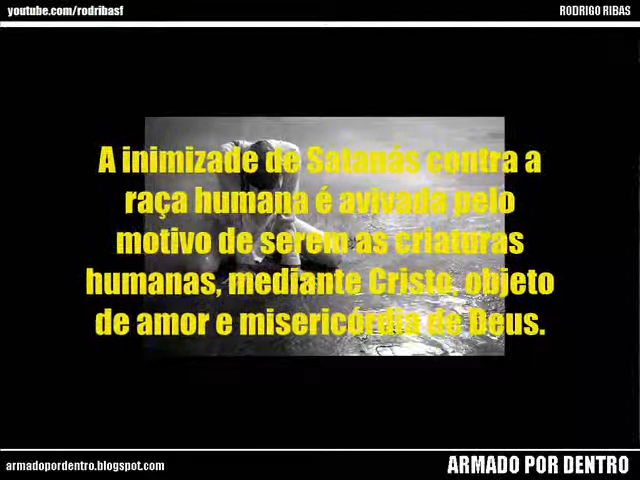 youtube.com/rodribasf
RODRIGO RIBAS
A inimizade de Satanás contra a
raça humana é avivada pelo
motivo de serem as criaturas
humanas, mediante Cristo, objeto
de amor e misericórdia de Deus.
armadopordentro.blogspot.com
ARMADO POR DENTRO